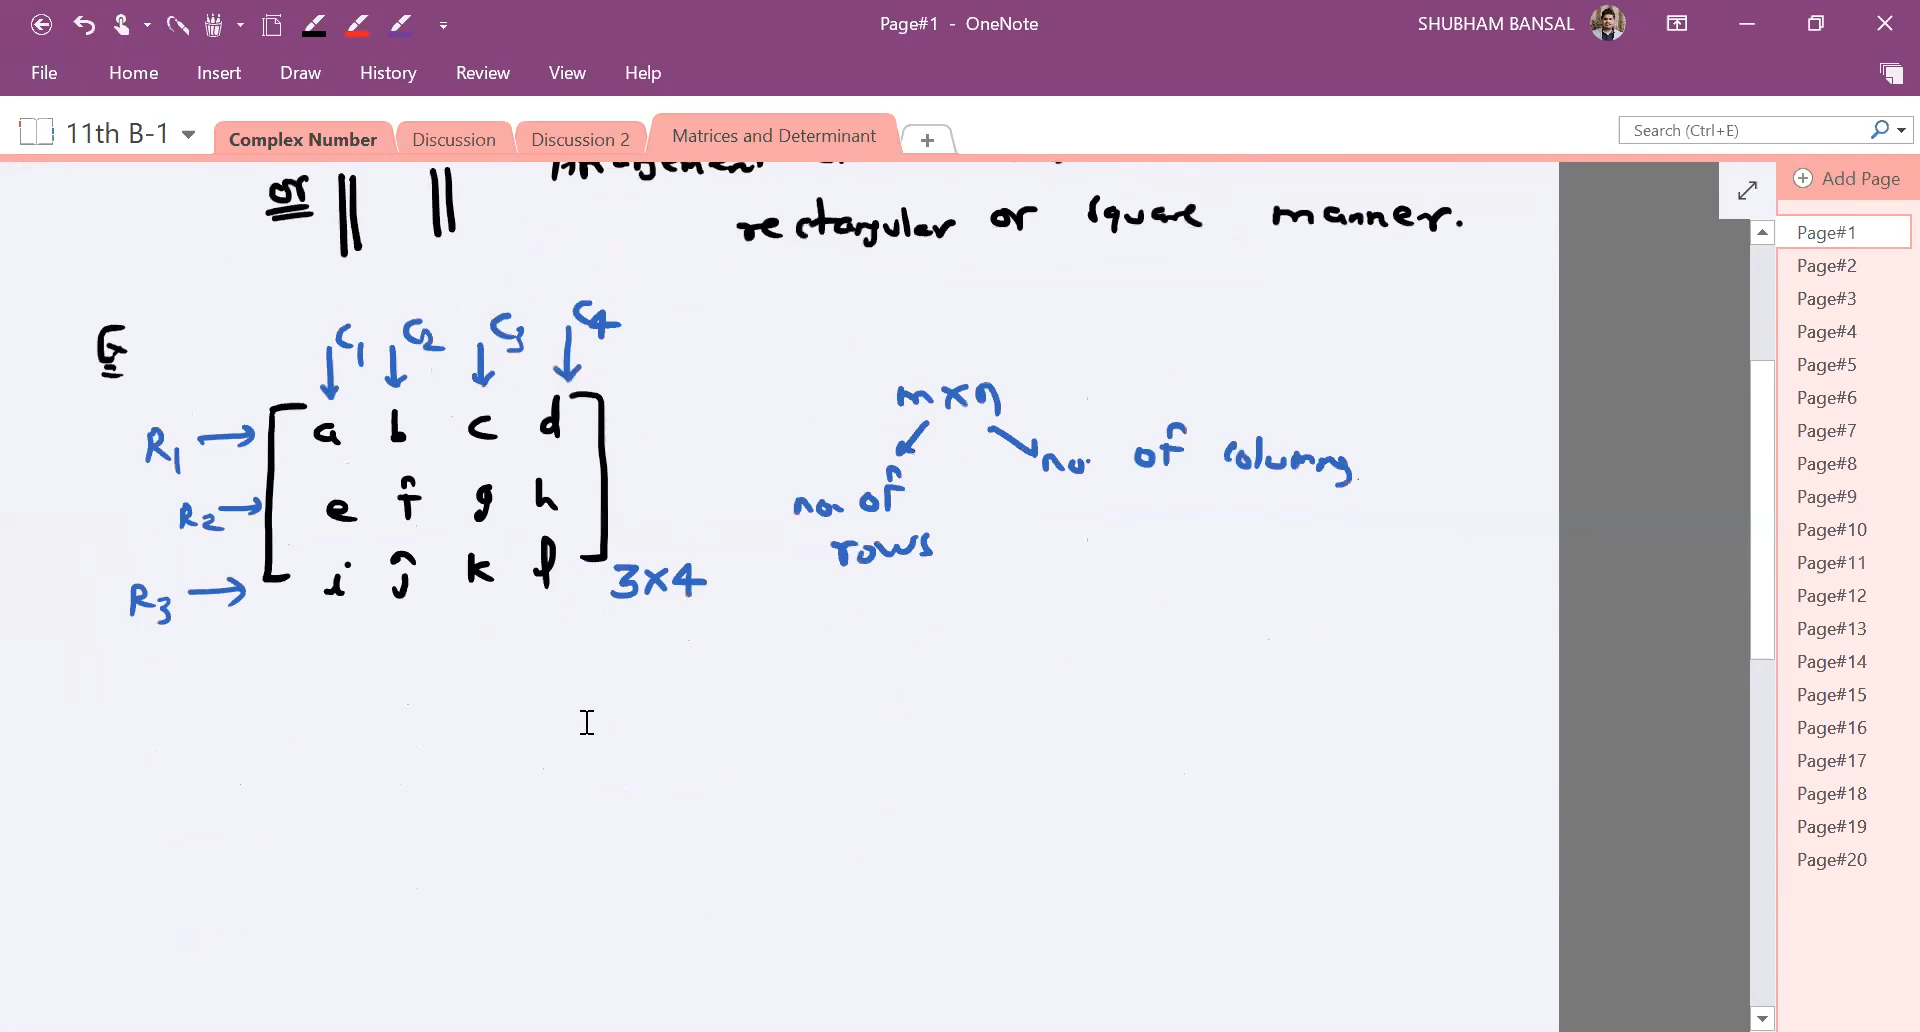 Page#1 - OneNote
SHUBHAM BANSAL
File Home Insert Draw History Review View Help
11th B-1
Complex Number
Discussion
Discussion 2
Matrices and Determinant
Search (Ctrl+E)
Add Page
or || ||
rectangular or square manner.
C1 C2 C3 C4
R1 → a b c d
R2 → e f g h
R3 → i j k l
3×4
m×n
no. of columns
no. of
rows
Page#1
Page#2
Page#3
Page#4
Page#5
Page#6
Page#7
Page#8
Page#9
Page#10
Page#11
Page#12
Page#13
Page#14
Page#15
Page#16
Page#17
Page#18
Page#19
Page#20